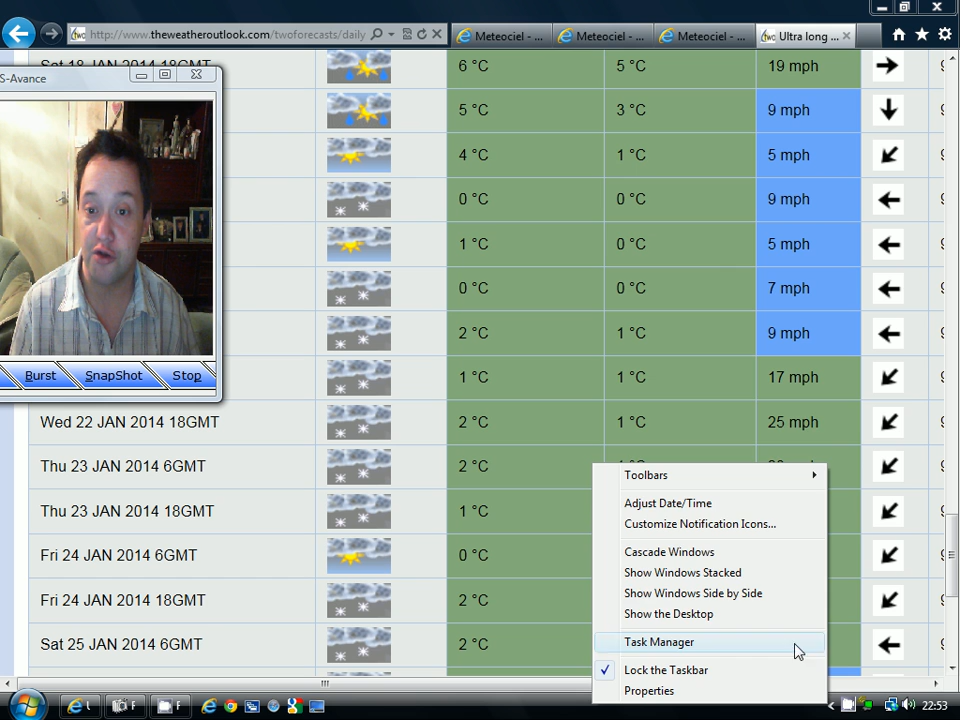 http://www.theweatheroutlook.com/twoforecasts/daily
Meteociel - ...
Meteociel - ...
Meteociel - ...
Ultra long ...
Sat 18 JAN 2014 18GMT
6 °C 5 °C 19 mph
S-Avance
5 °C 3 °C 9 mph
4 °C 1 °C 5 mph
0 °C 0 °C 9 mph
1 °C 0 °C 5 mph
0 °C 0 °C 7 mph
2 °C 1 °C 9 mph
Burst SnapShot Stop
1 °C 1 °C 17 mph
Wed 22 JAN 2014 18GMT 2 °C 1 °C 25 mph
Thu 23 JAN 2014 6GMT 2 °C
Thu 23 JAN 2014 18GMT 1 °C
Fri 24 JAN 2014 6GMT 0 °C
Fri 24 JAN 2014 18GMT 2 °C
Sat 25 JAN 2014 6GMT 2 °C
Toolbars
Adjust Date/Time
Customize Notification Icons...
Cascade Windows
Show Windows Stacked
Show Windows Side by Side
Show the Desktop
Task Manager
Lock the Taskbar
Properties
22:53